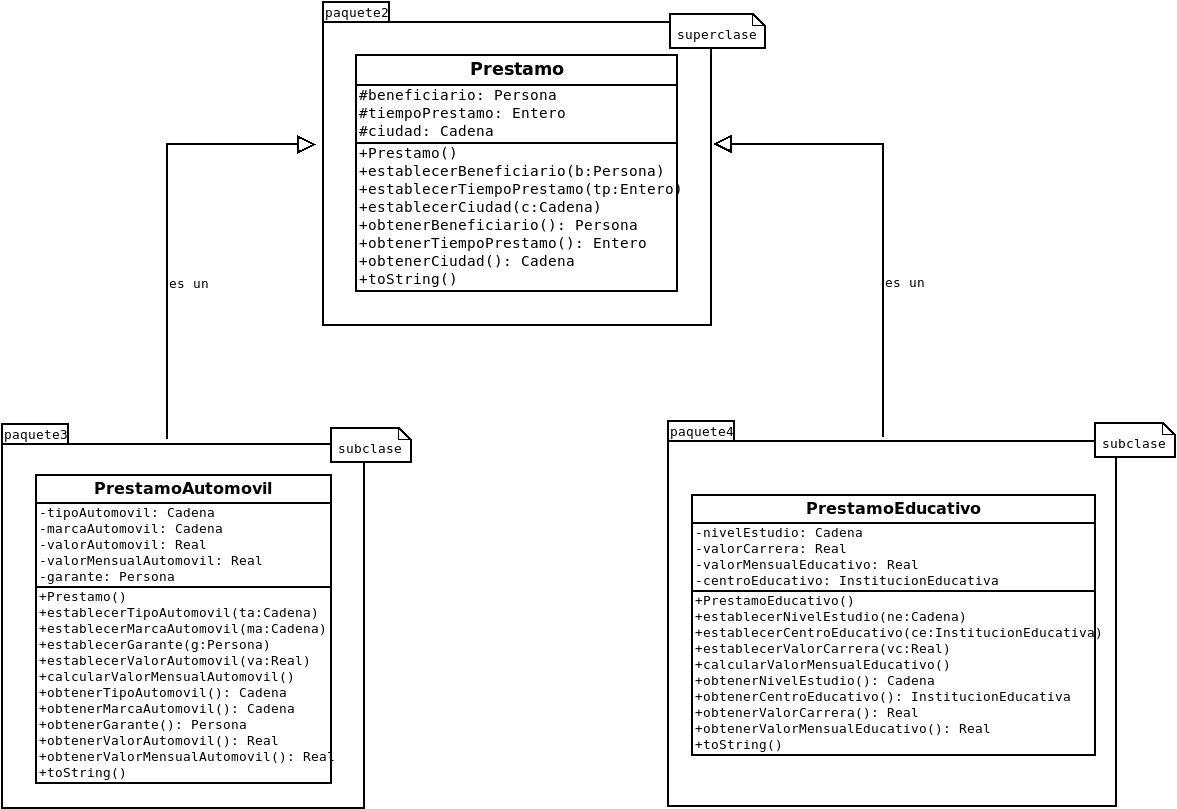 paquete2
superclase
Prestamo
#beneficiario: Persona
#tiempoPrestamo: Entero
#ciudad: Cadena
+Prestamo()
+establecerBeneficiario(b:Persona)
+establecerTiempoPrestamo(tp:Entero)
+establecerCiudad(c:Cadena)
+obtenerBeneficiario(): Persona
+obtenerTiempoPrestamo(): Entero
+obtenerCiudad(): Cadena
+toString()
es un
es un
paquete3
subclase
PrestamoAutomovil
-tipoAutomovil: Cadena
-marcaAutomovil: Cadena
-valorAutomovil: Real
-valorMensualAutomovil: Real
-garante: Persona
+Prestamo()
+establecerTipoAutomovil(ta:Cadena)
+establecerMarcaAutomovil(ma:Cadena)
+establecerGarante(g:Persona)
+establecerValorAutomovil(va:Real)
+calcularValorMensualAutomovil()
+obtenerTipoAutomovil(): Cadena
+obtenerMarcaAutomovil(): Cadena
+obtenerGarante(): Persona
+obtenerValorAutomovil(): Real
+obtenerValorMensualAutomovil(): Real
+toString()
paquete4
subclase
PrestamoEducativo
-nivelEstudio: Cadena
-valorCarrera: Real
-valorMensualEducativo: Real
-centroEducativo: InstitucionEducativa
+PrestamoEducativo()
+establecerNivelEstudio(ne:Cadena)
+establecerCentroEducativo(ce:InstitucionEducativa)
+establecerValorCarrera(vc:Real)
+calcularValorMensualEducativo()
+obtenerNivelEstudio(): Cadena
+obtenerCentroEducativo(): InstitucionEducativa
+obtenerValorCarrera(): Real
+obtenerValorMensualEducativo(): Real
+toString()